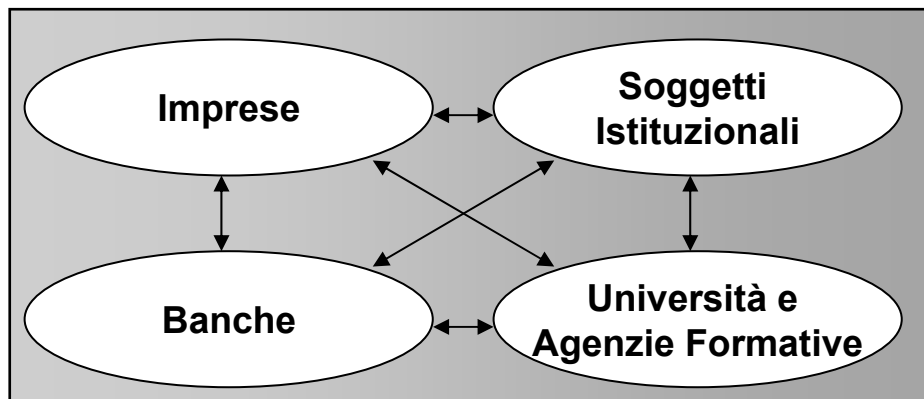 Imprese
Soggetti
Istituzionali
Banche
Università e
Agenzie Formative